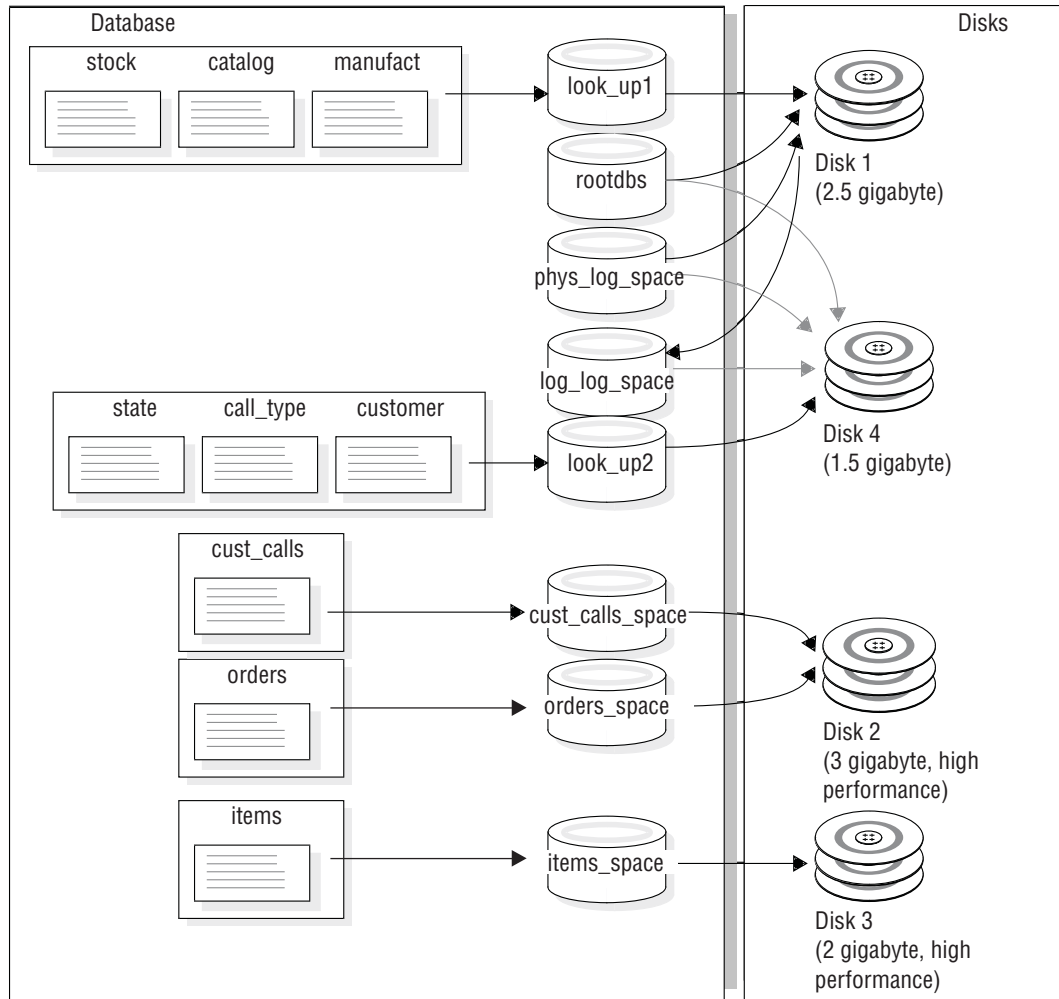 Database
Disks
stock
catalog
manufact
look_up1
Disk 1
(2.5 gigabyte)
rootdbs
phys_log_space
log_log_space
state
call_type
customer
look_up2
Disk 4
(1.5 gigabyte)
cust_calls
cust_calls_space
orders
orders_space
Disk 2
(3 gigabyte, high
performance)
items
items_space
Disk 3
(2 gigabyte, high
performance)